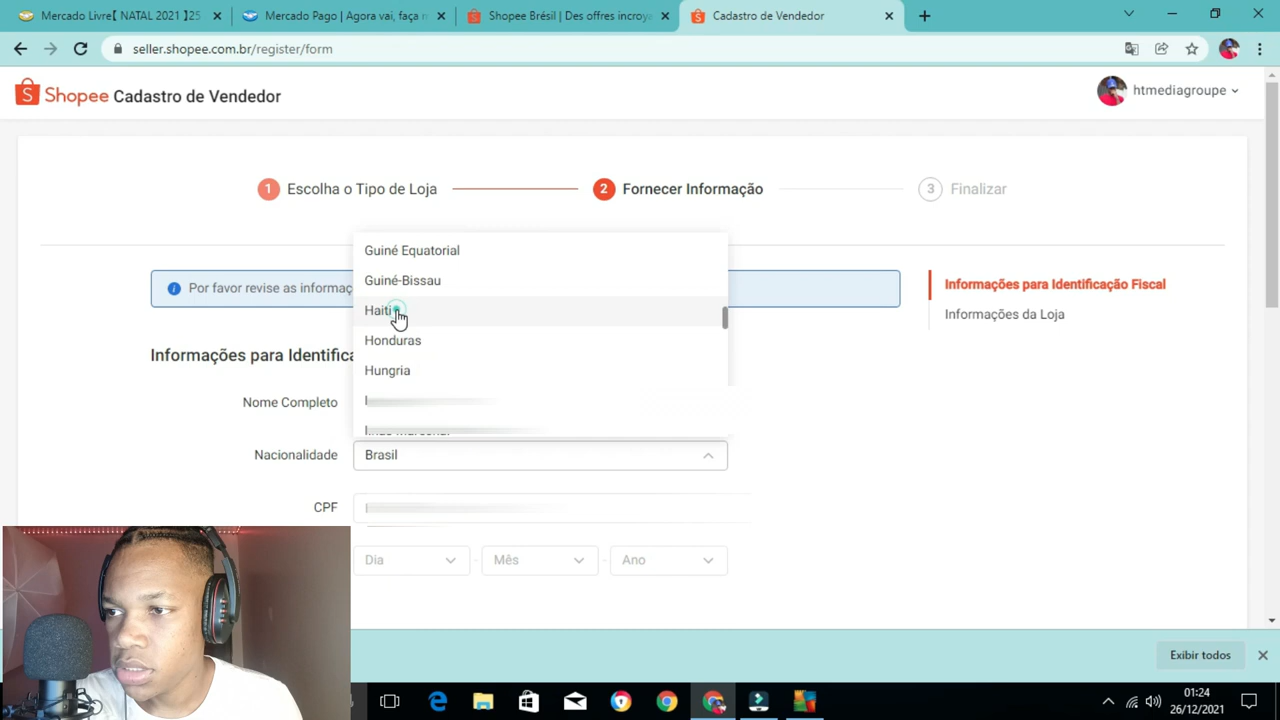 Mercado Livre【 NATAL 2021 】25
Mercado Pago | Agora vai, faça m
Shopee Brésil | Des offres incroya
Cadastro de Vendedor
seller.shopee.com.br/register/form
Shopee Cadastro de Vendedor
htmediagroupe
1 Escolha o Tipo de Loja
2 Fornecer Informação
3 Finalizar
Por favor revise as informaç
Guiné Equatorial
Guiné-Bissau
Haiti
Honduras
Hungria
Informações para Identificação Fiscal
Informações da Loja
Informações para Identifica
Nome Completo
Nacionalidade
Brasil
CPF
Dia
-
Mês
-
Ano
Exibir todos
01:24
26/12/2021